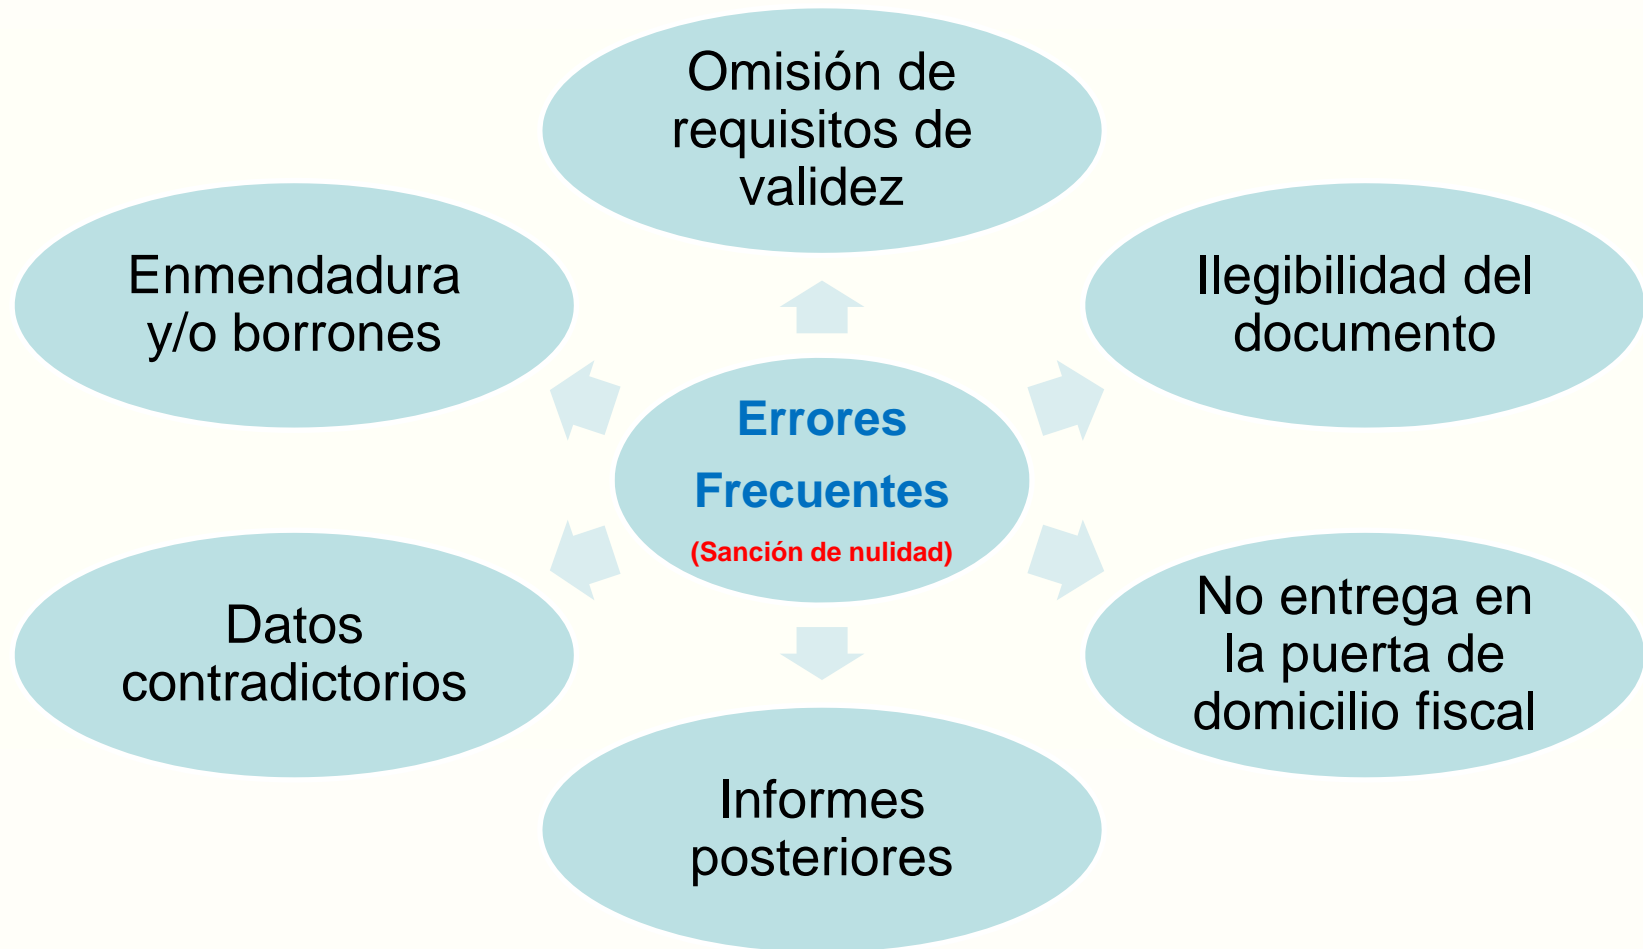 Omisión de
requisitos de
validez
Enmendadura
y/o borrones
Ilegibilidad del
documento
Errores
Frecuentes
(Sanción de nulidad)
Datos
contradictorios
No entrega en
la puerta de
domicilio fiscal
Informes
posteriores